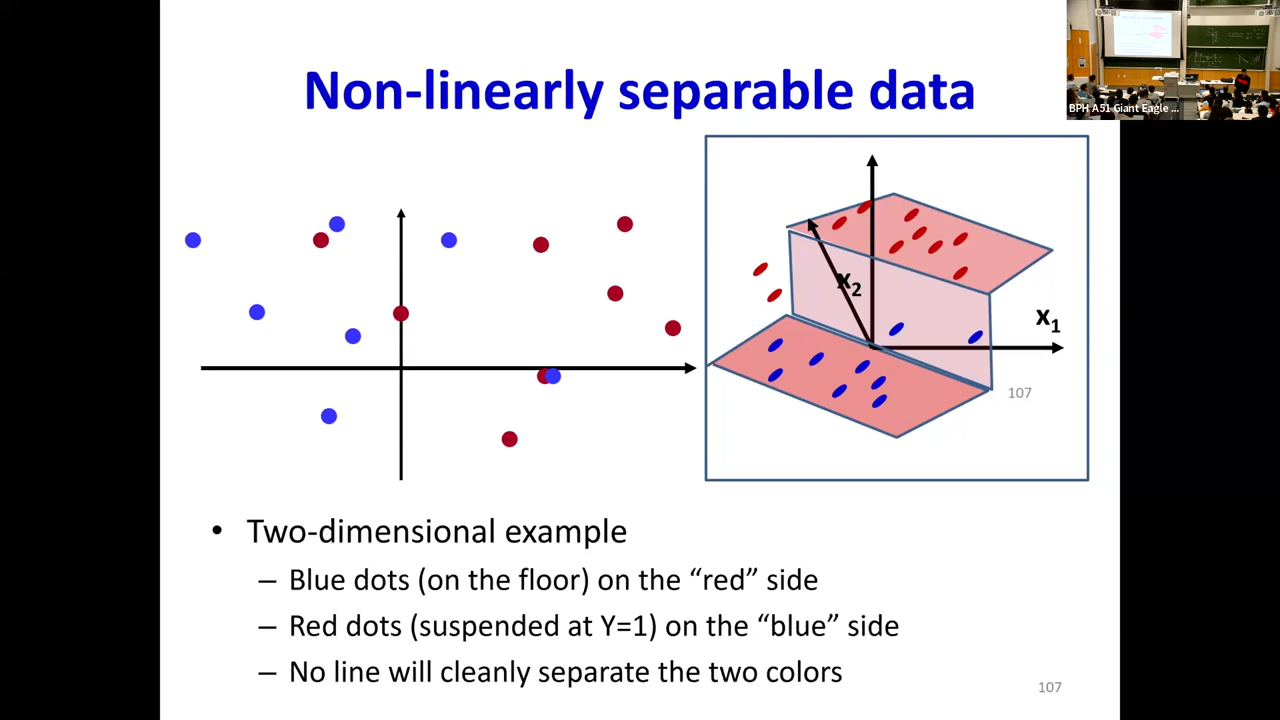 Non-linearly separable data
BPH A51 Giant Eagle ...
x2
x1
107
• Two-dimensional example
– Blue dots (on the floor) on the “red” side
– Red dots (suspended at Y=1) on the “blue” side
– No line will cleanly separate the two colors
107